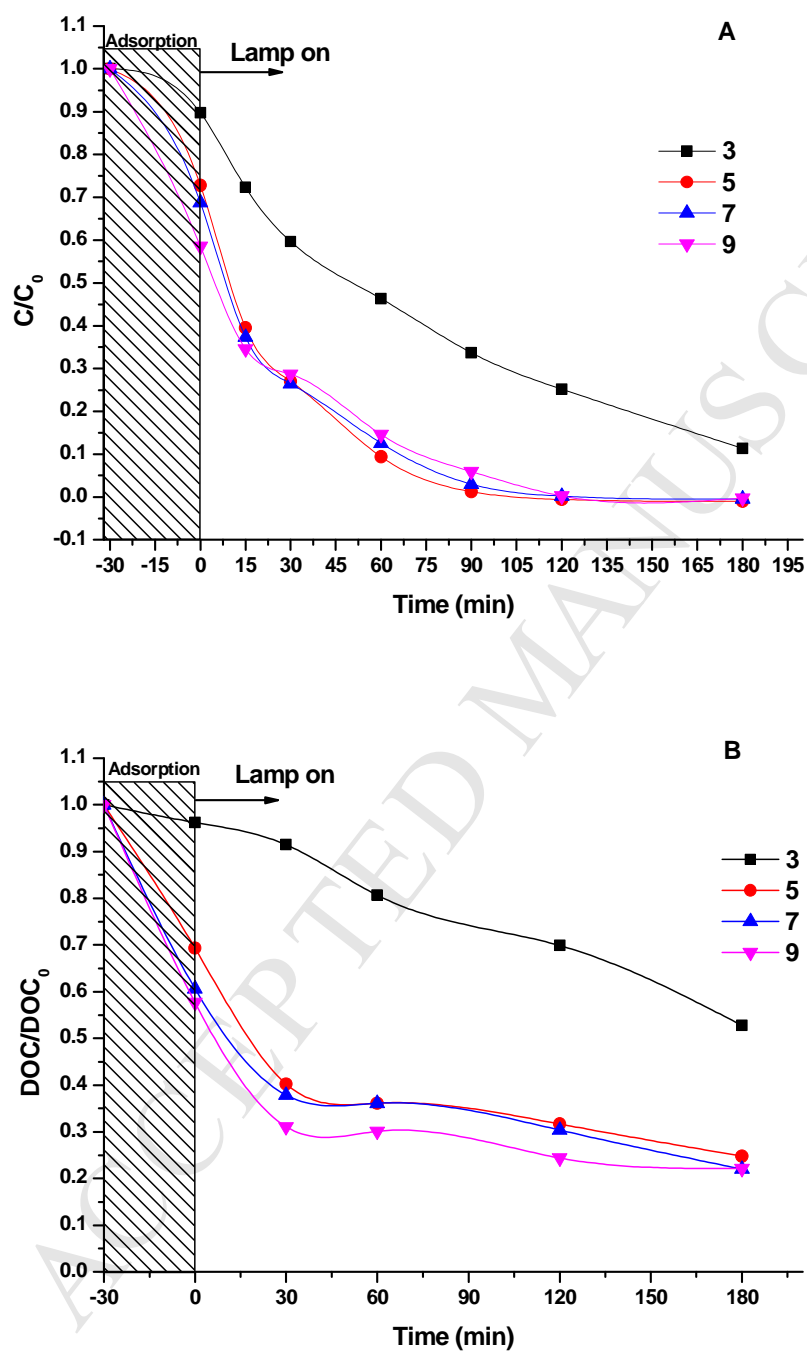 A
Adsorption
Lamp on
1.1
1.0
0.9
0.8
0.7
0.6
0.5
0.4
0.3
0.2
0.1
0.0
-0.1
C/C0
3
5
7
9
-30 -15 0 15 30 45 60 75 90 105 120 135 150 165 180 195
Time (min)
B
Adsorption
Lamp on
1.1
1.0
0.9
0.8
0.7
0.6
0.5
0.4
0.3
0.2
0.1
0.0
DOC/DOC0
3
5
7
9
-30 0 30 60 90 120 150 180
Time (min)
ACCEPTED MANUSC